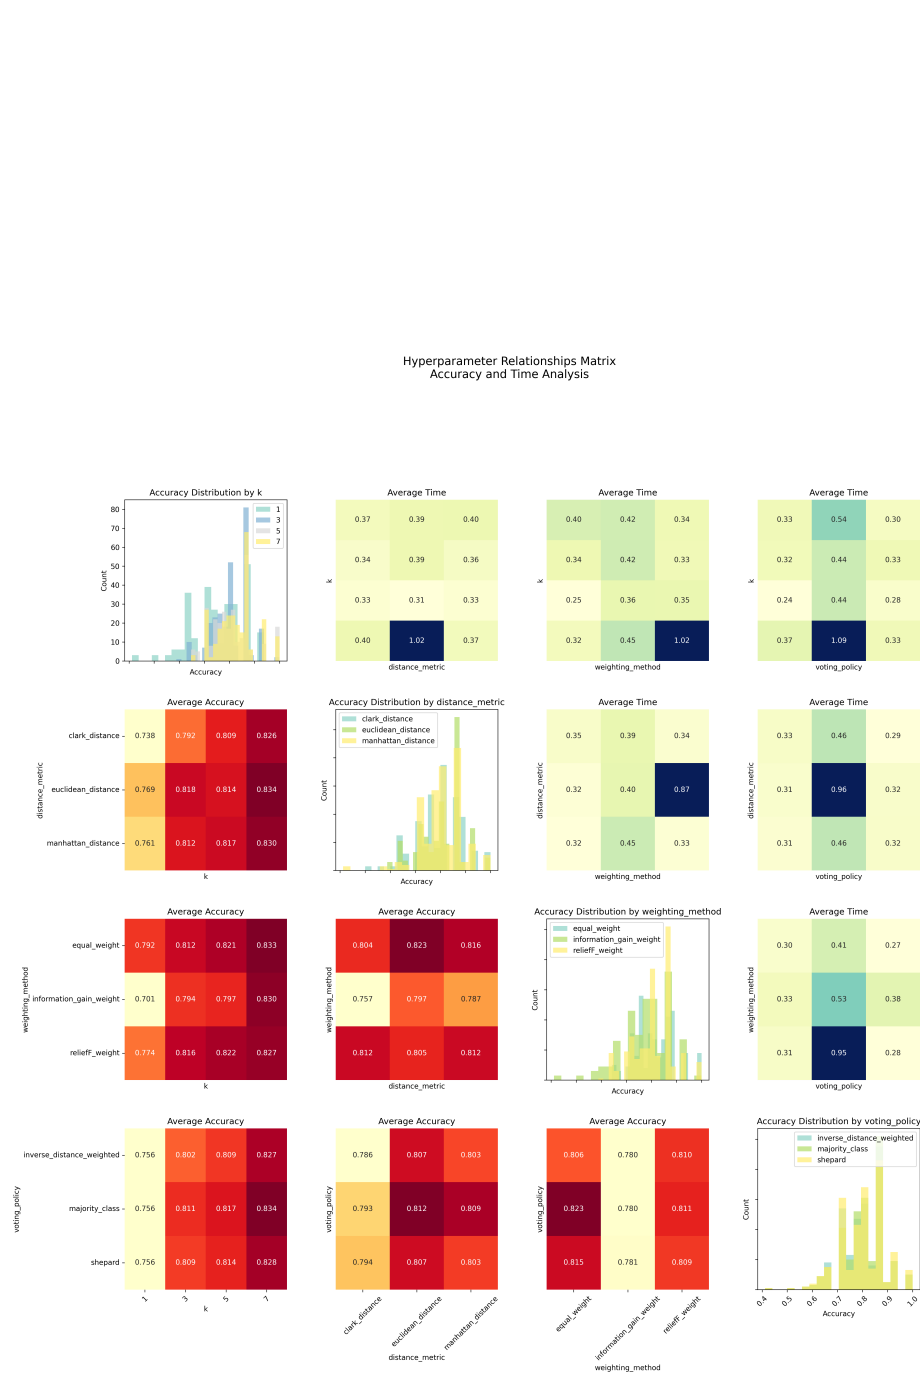 Hyperparameter Relationships Matrix
Accuracy and Time Analysis
Accuracy Distribution by k
80
70
60
50
40
30
20
10
0
Count
1
3
5
7
Accuracy
Average Time
k
0.37 0.39 0.40
0.34 0.39 0.36
0.33 0.31 0.33
0.40 1.02 0.37
distance_metric
Average Time
k
0.40 0.42 0.34
0.34 0.42 0.33
0.25 0.36 0.35
0.32 0.45 1.02
weighting_method
Average Time
k
0.33 0.54 0.30
0.32 0.44 0.33
0.24 0.44 0.28
0.37 1.09 0.33
voting_policy
Average Accuracy
distance_metric
clark_distance 0.738 0.792 0.809 0.826
euclidean_distance 0.769 0.818 0.814 0.834
manhattan_distance 0.761 0.812 0.817 0.830
k
Accuracy Distribution by distance_metric
Count
clark_distance
euclidean_distance
manhattan_distance
Accuracy
Average Time
distance_metric
0.35 0.39 0.34
0.32 0.40 0.87
0.32 0.45 0.33
weighting_method
Average Time
distance_metric
0.33 0.46 0.29
0.31 0.96 0.32
0.31 0.46 0.32
voting_policy
Average Accuracy
weighting_method
equal_weight 0.792 0.812 0.821 0.833
information_gain_weight 0.701 0.794 0.797 0.830
reliefF_weight 0.774 0.816 0.822 0.827
k
Average Accuracy
weighting_method
0.804 0.823 0.816
0.757 0.797 0.787
0.812 0.805 0.812
distance_metric
Accuracy Distribution by weighting_method
Count
equal_weight
information_gain_weight
reliefF_weight
Accuracy
Average Time
weighting_method
0.30 0.41 0.27
0.33 0.53 0.38
0.31 0.95 0.28
voting_policy
Average Accuracy
voting_policy
inverse_distance_weighted 0.756 0.802 0.809 0.827
majority_class 0.756 0.811 0.817 0.834
shepard 0.756 0.809 0.814 0.828
1 3 5 7
k
Average Accuracy
voting_policy
0.786 0.807 0.803
0.793 0.812 0.809
0.794 0.807 0.803
clark_distance euclidean_distance manhattan_distance
distance_metric
Average Accuracy
voting_policy
0.806 0.780 0.810
0.823 0.780 0.811
0.815 0.781 0.809
equal_weight information_gain_weight reliefF_weight
weighting_method
Accuracy Distribution by voting_policy
Count
inverse_distance_weighted
majority_class
shepard
0.4 0.5 0.6 0.7 0.8 0.9 1.0
Accuracy